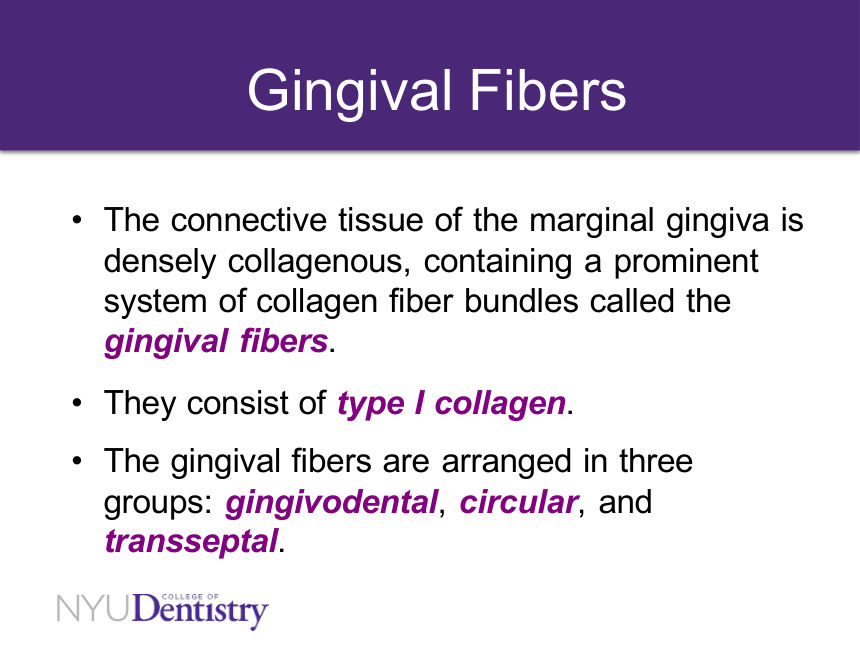 Gingival Fibers
• The connective tissue of the marginal gingiva is
densely collagenous, containing a prominent
system of collagen fiber bundles called the
gingival fibers.
• They consist of type I collagen.
• The gingival fibers are arranged in three
groups: gingivodental, circular, and
transseptal.
COLLEGE OF
NYU Dentistry